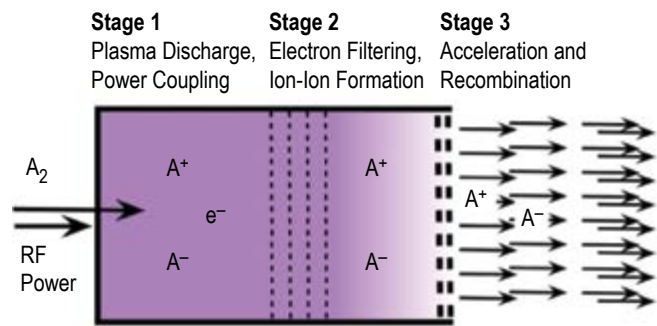 Stage 1
Plasma Discharge,
Power Coupling
Stage 2
Electron Filtering,
Ion-Ion Formation
Stage 3
Acceleration and
Recombination
A₂
RF
Power
A⁺
e⁻
A⁻
A⁺
A⁻
A⁺
A⁻